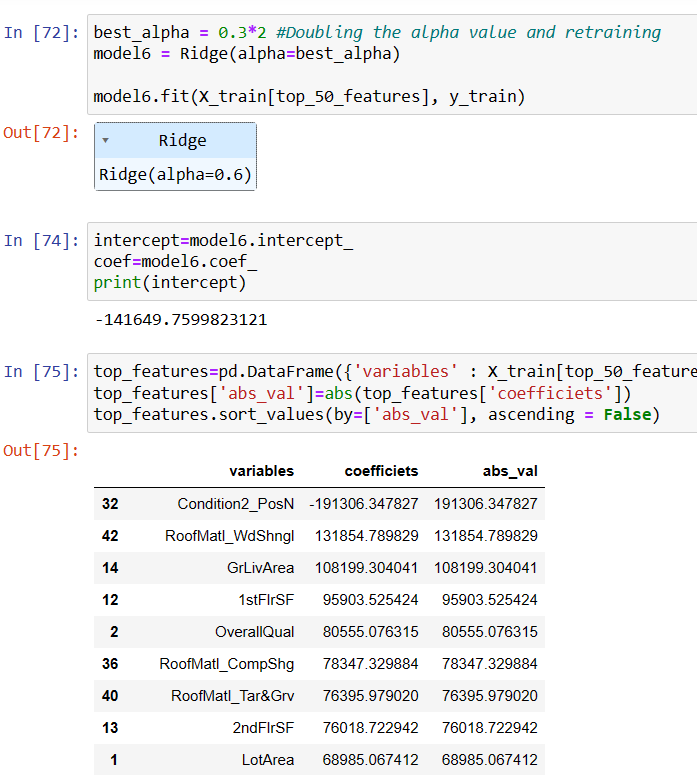 In [72]: best_alpha = 0.3*2 #Doubling the alpha value and retraining
model6 = Ridge(alpha=best_alpha)
model6.fit(X_train[top_50_features], y_train)
Out[72]: ▾ Ridge
Ridge(alpha=0.6)
In [74]: intercept=model6.intercept_
coef=model6.coef_
print(intercept)
-141649.7599823121
In [75]: top_features=pd.DataFrame({'variables' : X_train[top_50_feature
top_features['abs_val']=abs(top_features['coefficiets'])
top_features.sort_values(by=['abs_val'], ascending = False)
Out[75]:
variables coefficiets abs_val
32 Condition2_PosN -191306.347827 191306.347827
42 RoofMatl_WdShngl 131854.789829 131854.789829
14 GrLivArea 108199.304041 108199.304041
12 1stFlrSF 95903.525424 95903.525424
2 OverallQual 80555.076315 80555.076315
36 RoofMatl_CompShg 78347.329884 78347.329884
40 RoofMatl_Tar&Grv 76395.979020 76395.979020
13 2ndFlrSF 76018.722942 76018.722942
1 LotArea 68985.067412 68985.067412